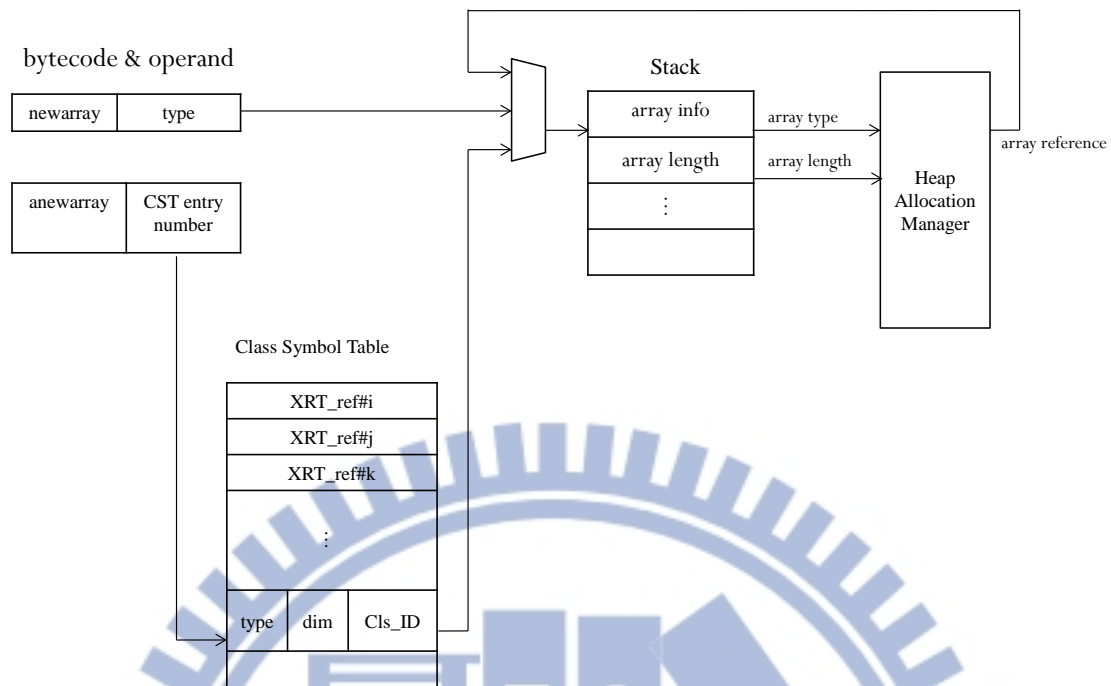 bytecode & operand
newarray
type
anewarray
CST entry
number
Stack
array info
array length
⋮
array type
array length
Heap
Allocation
Manager
array reference
Class Symbol Table
XRT_ref#i
XRT_ref#j
XRT_ref#k
⋮
type
dim
Cls_ID